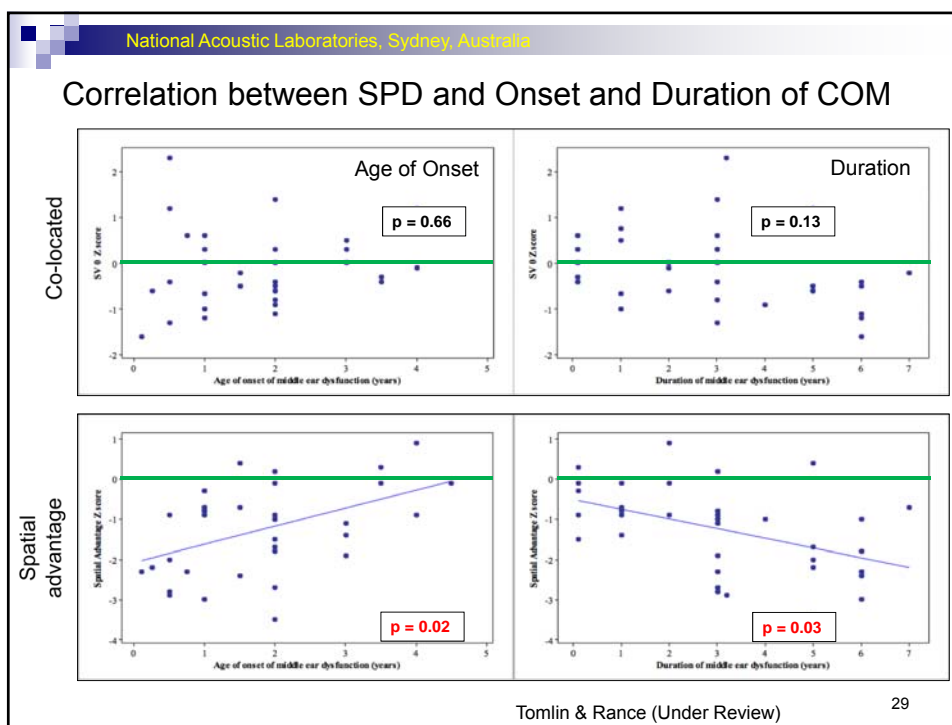 National Acoustic Laboratories, Sydney, Australia
Correlation between SPD and Onset and Duration of COM
Co-located
SV 0 Z score
2
1
0
-1
-2
Age of Onset
p = 0.66
0 1 2 3 4 5
Age of onset of middle ear dysfunction (years)
SV 0 Z score
2
1
0
-1
-2
Duration
p = 0.13
0 1 2 3 4 5 6 7
Duration of middle ear dysfunction (years)
Spatial
advantage
Spatial Advantage Z score
1
0
-1
-2
-3
-4
p = 0.02
0 1 2 3 4 5
Age of onset of middle ear dysfunction (years)
Spatial Advantage Z score
1
0
-1
-2
-3
-4
p = 0.03
0 1 2 3 4 5 6 7
Duration of middle ear dysfunction (years)
Tomlin & Rance (Under Review)
29